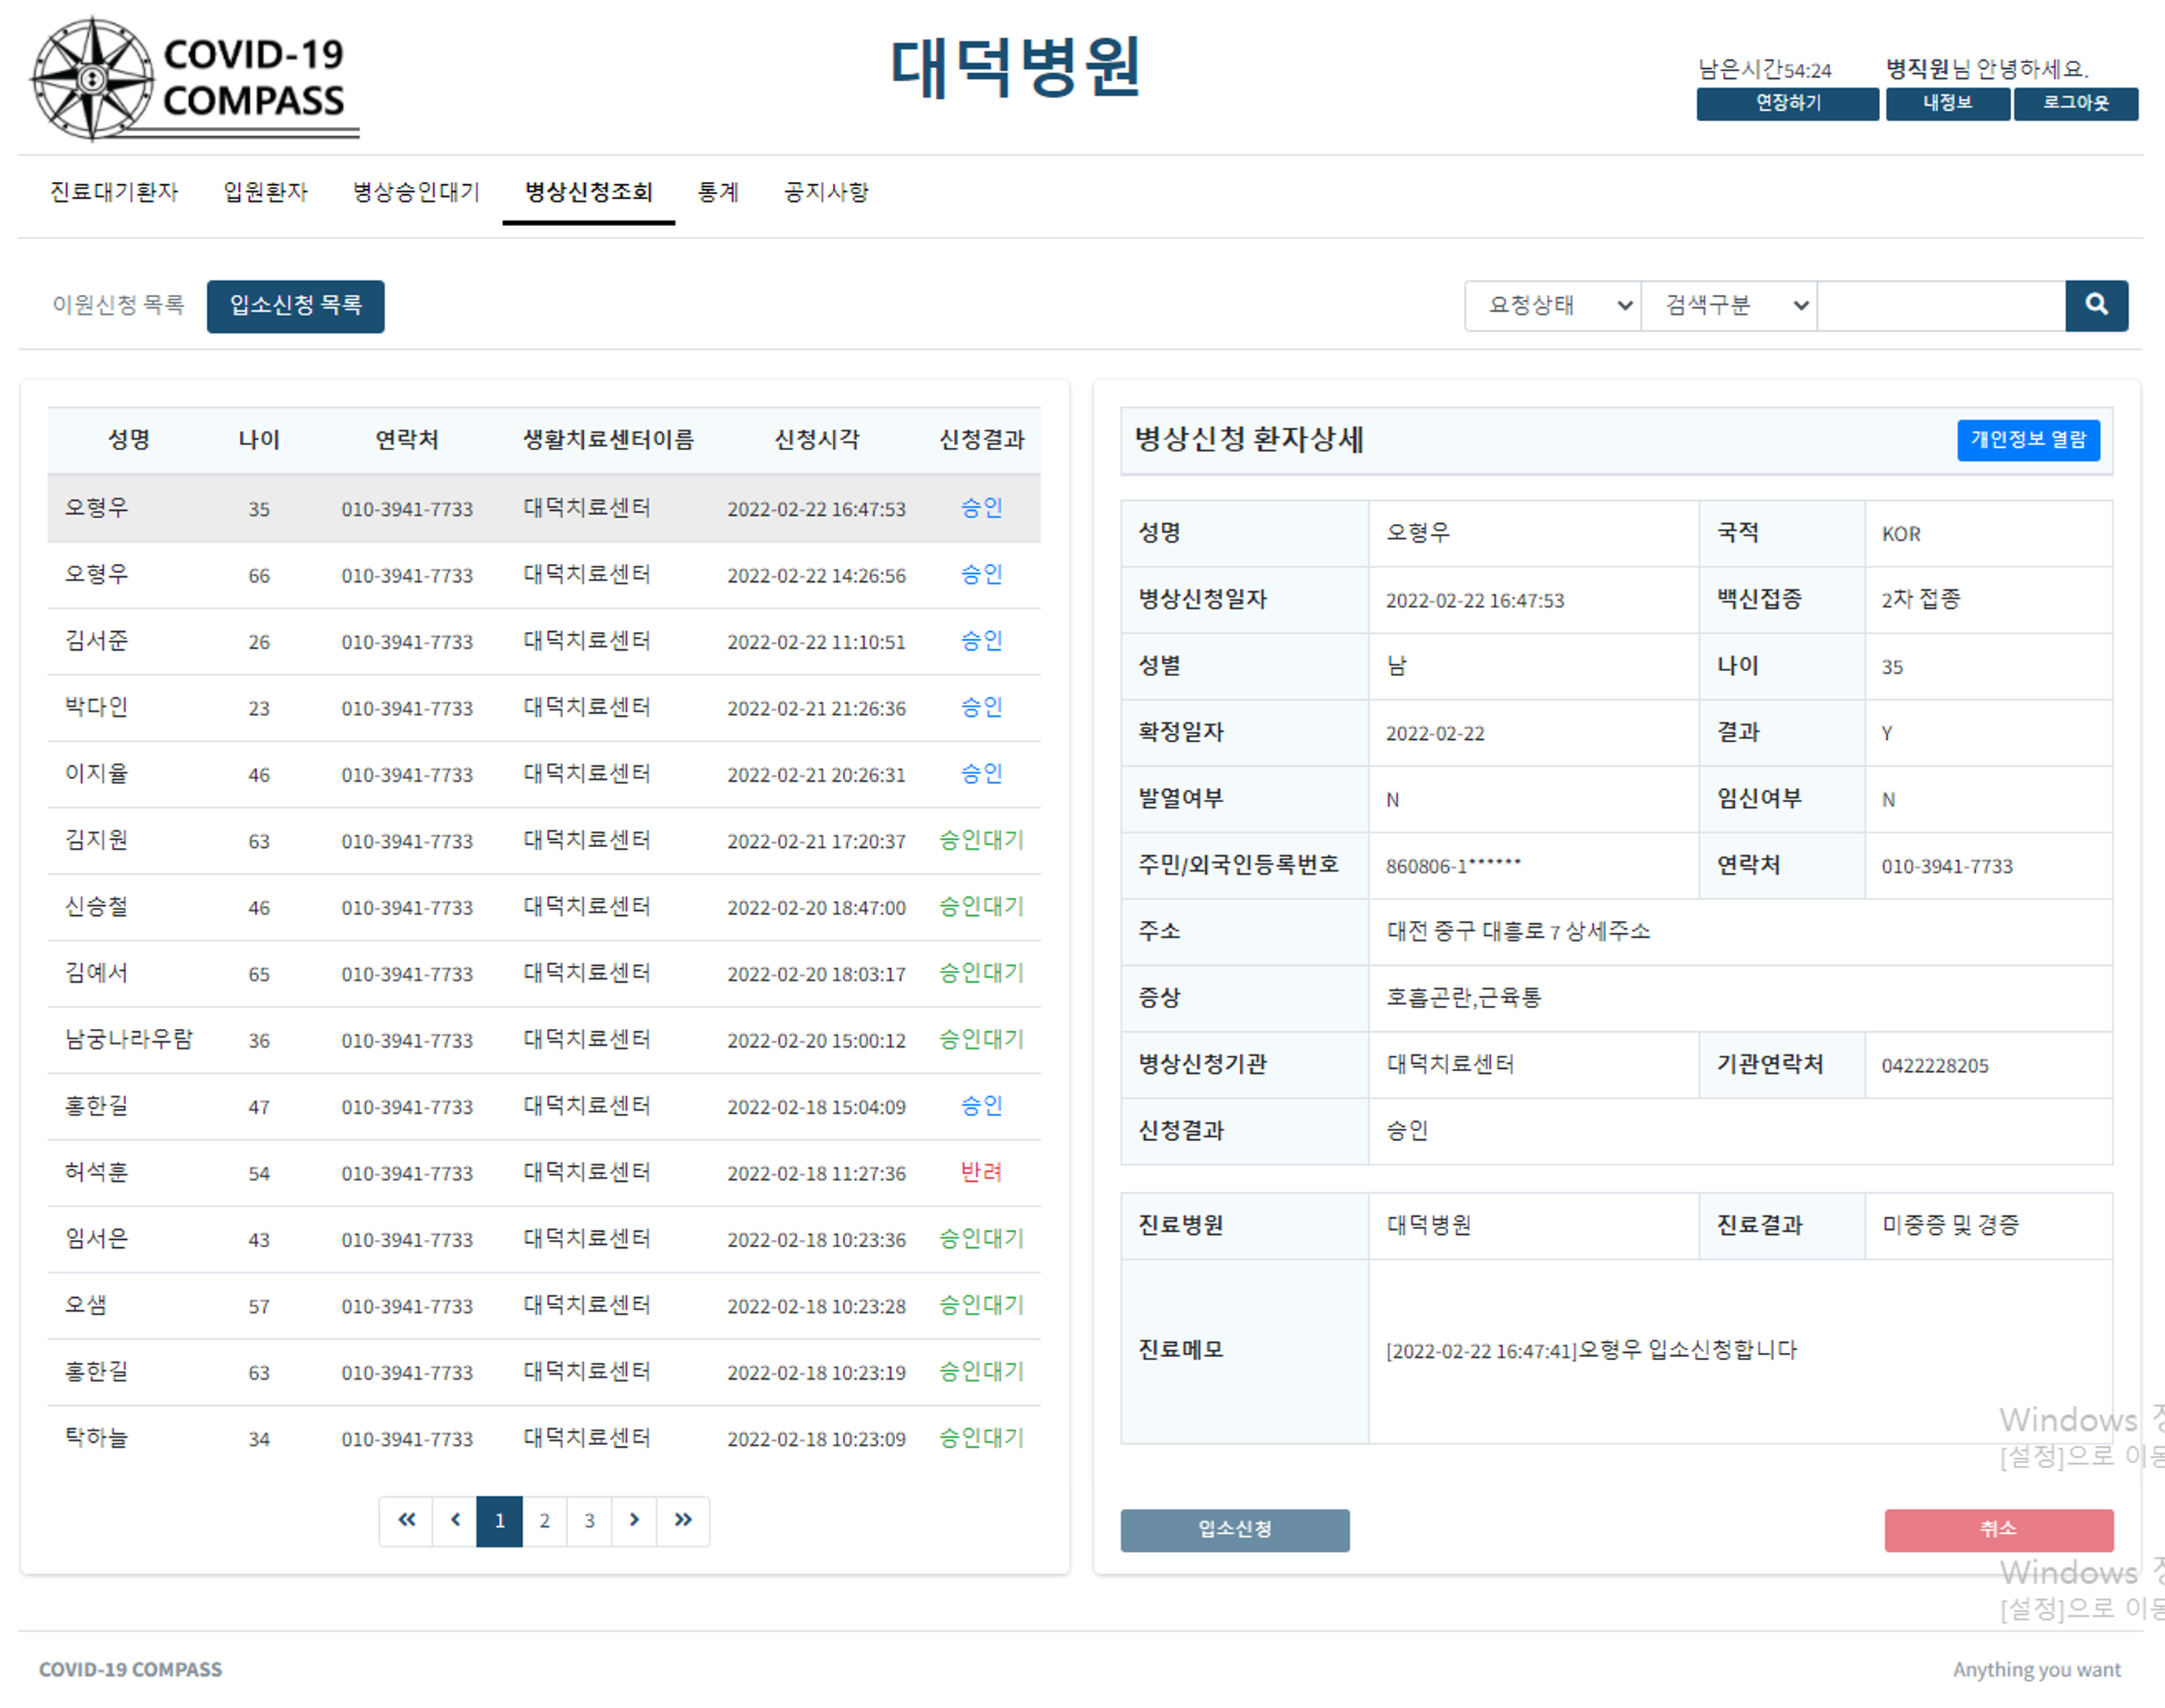 COVID-19
COMPASS
대덕병원
남은시간54:24 병직원님 안녕하세요.
연장하기 내정보 로그아웃
진료대기환자 입원환자 병상승인대기 병상신청조회 통계 공지사항
이원신청 목록 입소신청 목록 요청상태 검색구분
성명 나이 연락처 생활치료센터이름 신청시각 신청결과
오형우 35 010-3941-7733 대덕치료센터 2022-02-22 16:47:53 승인
오형우 66 010-3941-7733 대덕치료센터 2022-02-22 14:26:56 승인
김서준 26 010-3941-7733 대덕치료센터 2022-02-22 11:10:51 승인
박다인 23 010-3941-7733 대덕치료센터 2022-02-21 21:26:36 승인
이지율 46 010-3941-7733 대덕치료센터 2022-02-21 20:26:31 승인
김지원 63 010-3941-7733 대덕치료센터 2022-02-21 17:20:37 승인대기
신승철 46 010-3941-7733 대덕치료센터 2022-02-20 18:47:00 승인대기
김예서 65 010-3941-7733 대덕치료센터 2022-02-20 18:03:17 승인대기
남궁나라우람 36 010-3941-7733 대덕치료센터 2022-02-20 15:00:12 승인대기
홍한길 47 010-3941-7733 대덕치료센터 2022-02-18 15:04:09 승인
허석훈 54 010-3941-7733 대덕치료센터 2022-02-18 11:27:36 반려
임서은 43 010-3941-7733 대덕치료센터 2022-02-18 10:23:36 승인대기
오샘 57 010-3941-7733 대덕치료센터 2022-02-18 10:23:28 승인대기
홍한길 63 010-3941-7733 대덕치료센터 2022-02-18 10:23:19 승인대기
탁하늘 34 010-3941-7733 대덕치료센터 2022-02-18 10:23:09 승인대기
« ‹ 1 2 3 › »
병상신청 환자상세 개인정보 열람
성명 오형우 국적 KOR
병상신청일자 2022-02-22 16:47:53 백신접종 2차 접종
성별 남 나이 35
확정일자 2022-02-22 결과 Y
발열여부 N 임신여부 N
주민/외국인등록번호 860806-1****** 연락처 010-3941-7733
주소 대전 중구 대흥로 7 상세주소
증상 호흡곤란,근육통
병상신청기관 대덕치료센터 기관연락처 0422228205
신청결과 승인
진료병원 대덕병원 진료결과 미중증 및 경증
진료메모 [2022-02-22 16:47:41]오형우 입소신청합니다
Windows
[설정]으로
입소신청 취소
Windows
[설정]으로
COVID-19 COMPASS Anything you want